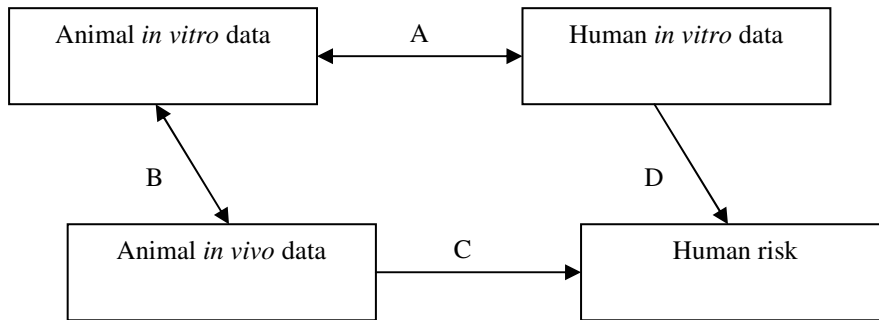 Animal in vitro data
A
Human in vitro data
B
D
Animal in vivo data
C
Human risk